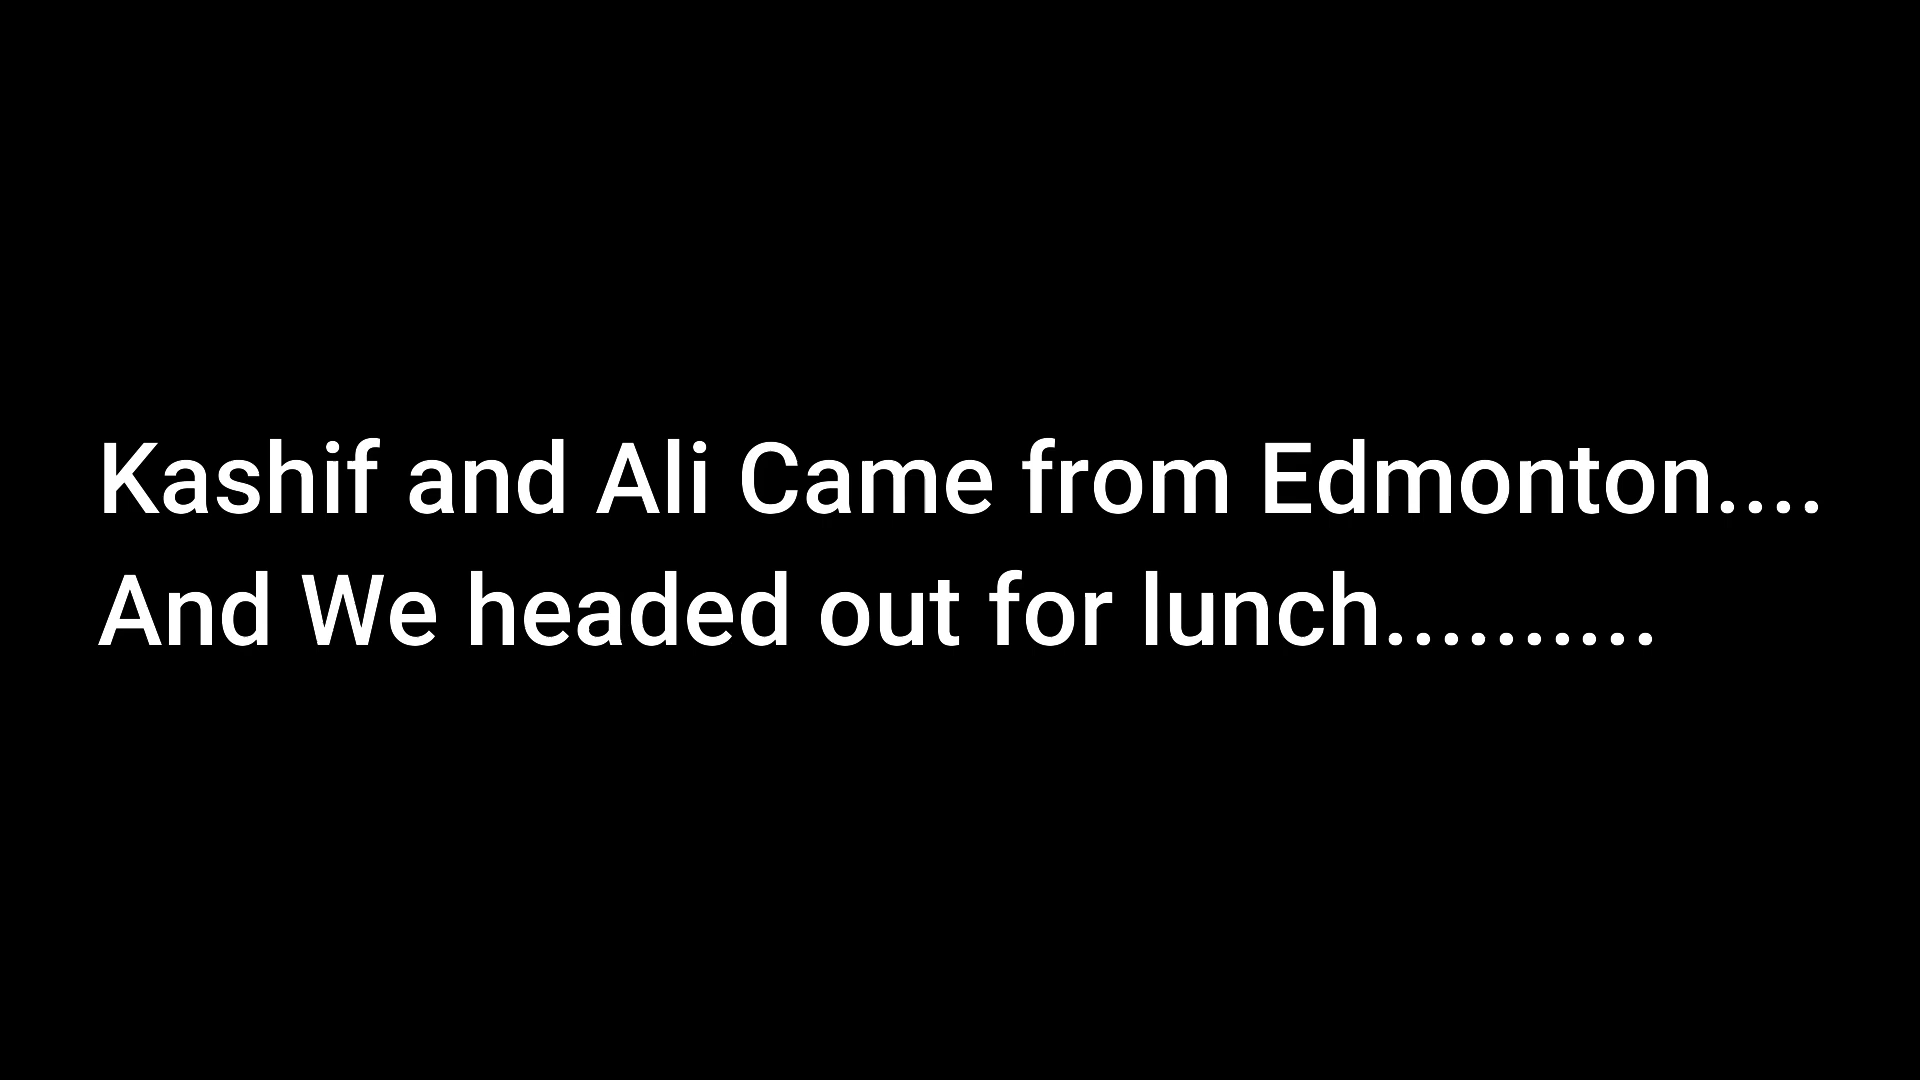 Kashif and Ali Came from Edmonton....
And We headed out for lunch..........